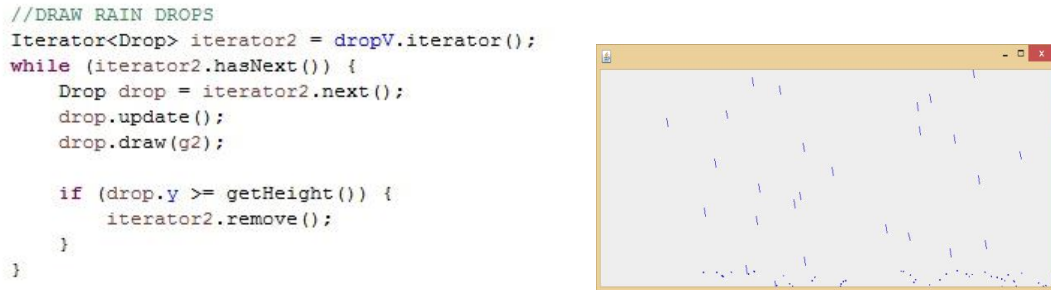 //DRAW RAIN DROPS
Iterator<Drop> iterator2 = dropV.iterator();
while (iterator2.hasNext()) {
    Drop drop = iterator2.next();
    drop.update();
    drop.draw(g2);

    if (drop.y >= getHeight()) {
        iterator2.remove();
    }
}